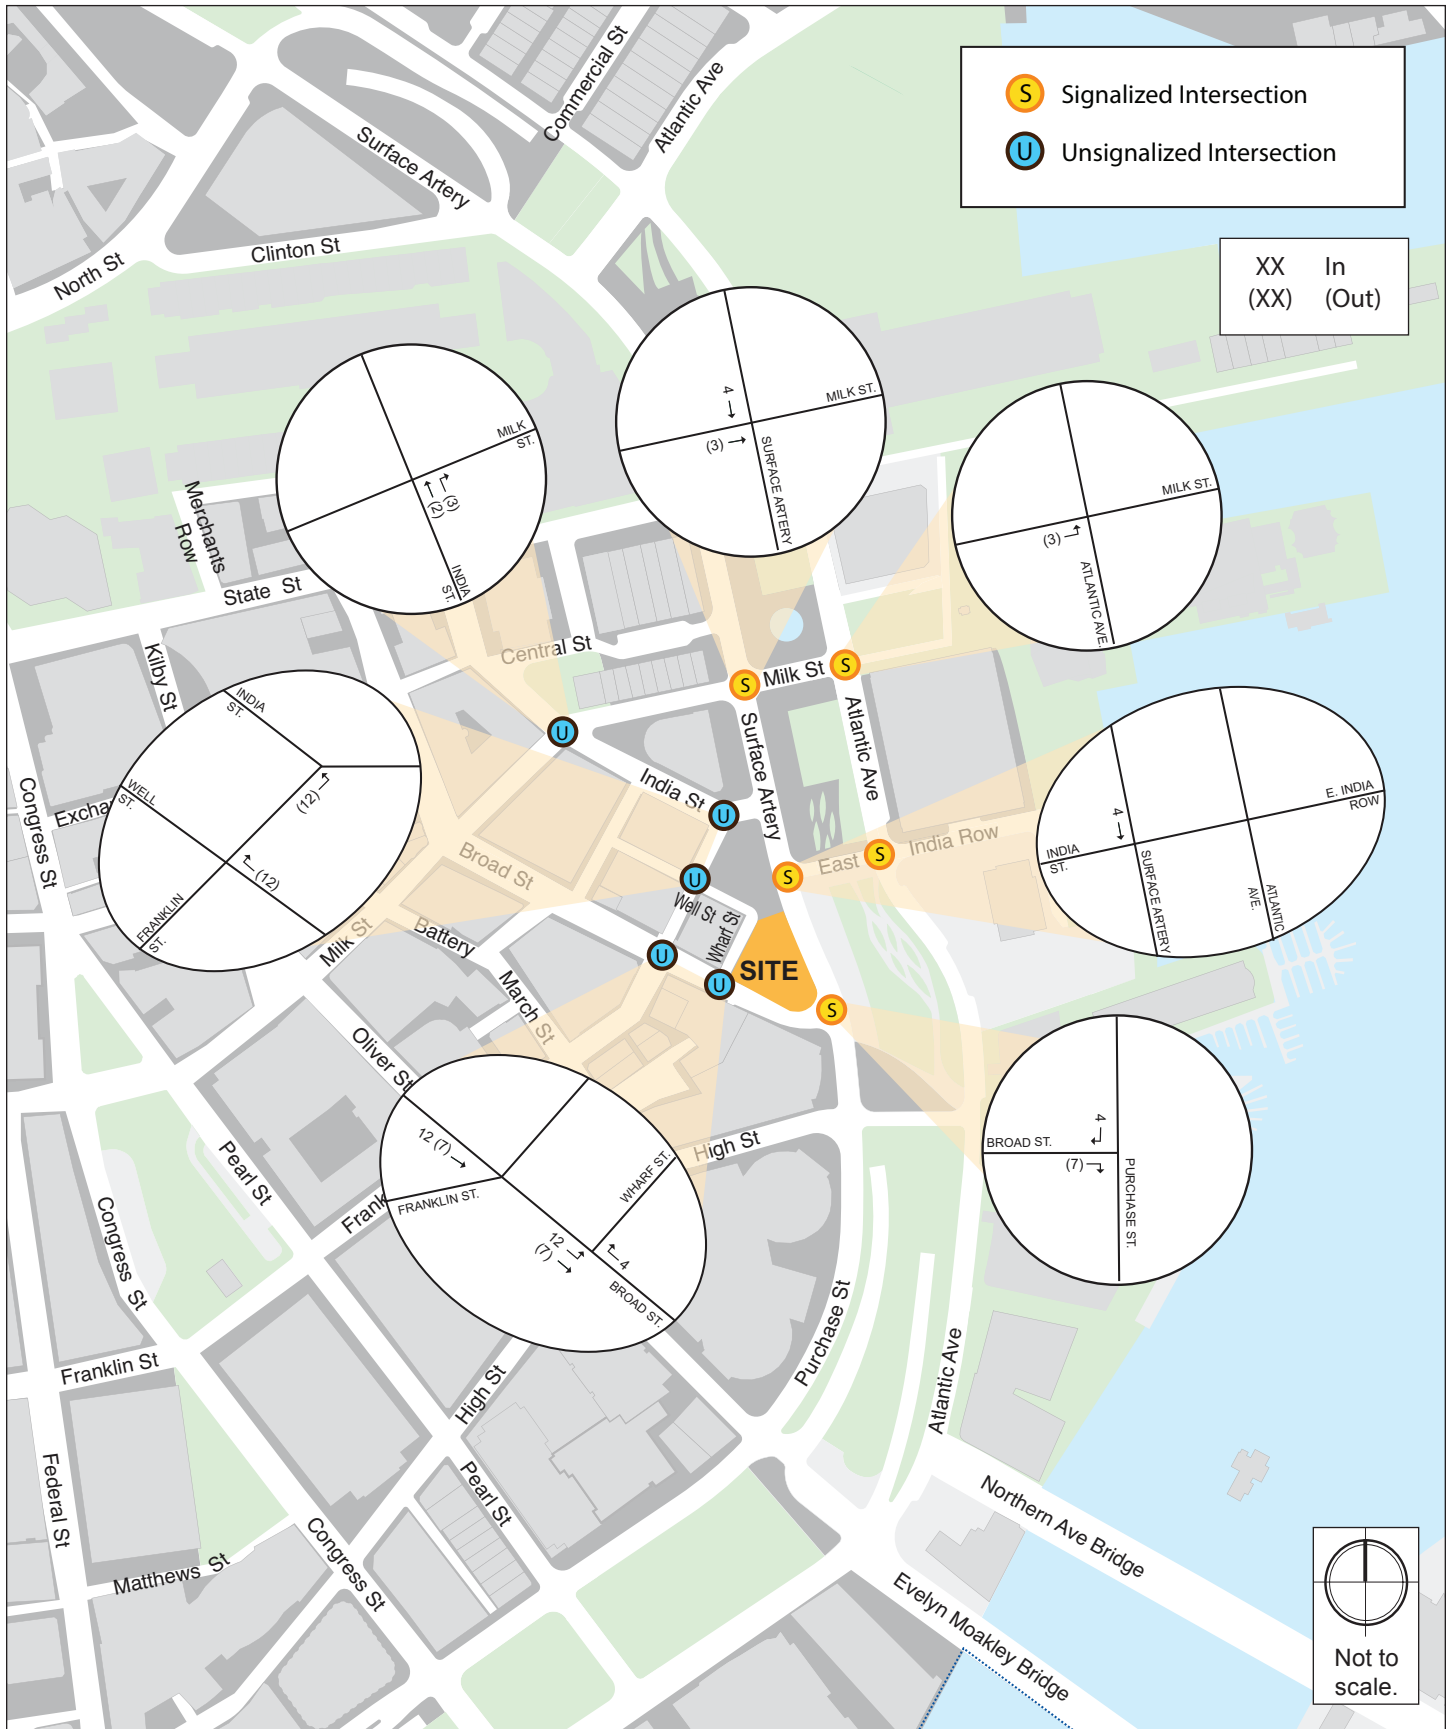 Commercial St
Atlantic Ave
S Signalized Intersection
U Unsignalized Intersection
Surface Artery
North St
Clinton St
XX In
(XX) (Out)
MILK
ST.
(2)
(3)
INDIA
ST.
4
MILK ST.
(3)
SURFACE ARTERY
MILK ST.
(3)
ATLANTIC AVE.
Merchants
Row
State St
Kilby St
Central St
S
Milk St
S
U
India St
U
Surface Artery
Atlantic Ave
INDIA
ST.
(12)
WELL
ST.
(12)
FRANKLIN
ST.
Congress St
Excha
Broad St
U
Well St
Wharf St
S
East
S
India Row
4
E. INDIA
ROW
INDIA
ST.
SURFACE ARTERY
ATLANTIC
AVE.
Milk St
Battery
March St
U
U
SITE
S
Oliver St
12 (7)
FRANKLIN ST.
WHARF ST.
12
(7)
4
BROAD ST.
High St
4
BROAD ST.
(7)
PURCHASE ST.
Pearl St
Frank
Congress St
Purchase St
Atlantic Ave
Franklin St
High St
Federal St
Pearl St
Congress St
Matthews St
Northern Ave Bridge
Evelyn Moakley Bridge
Not to
scale.